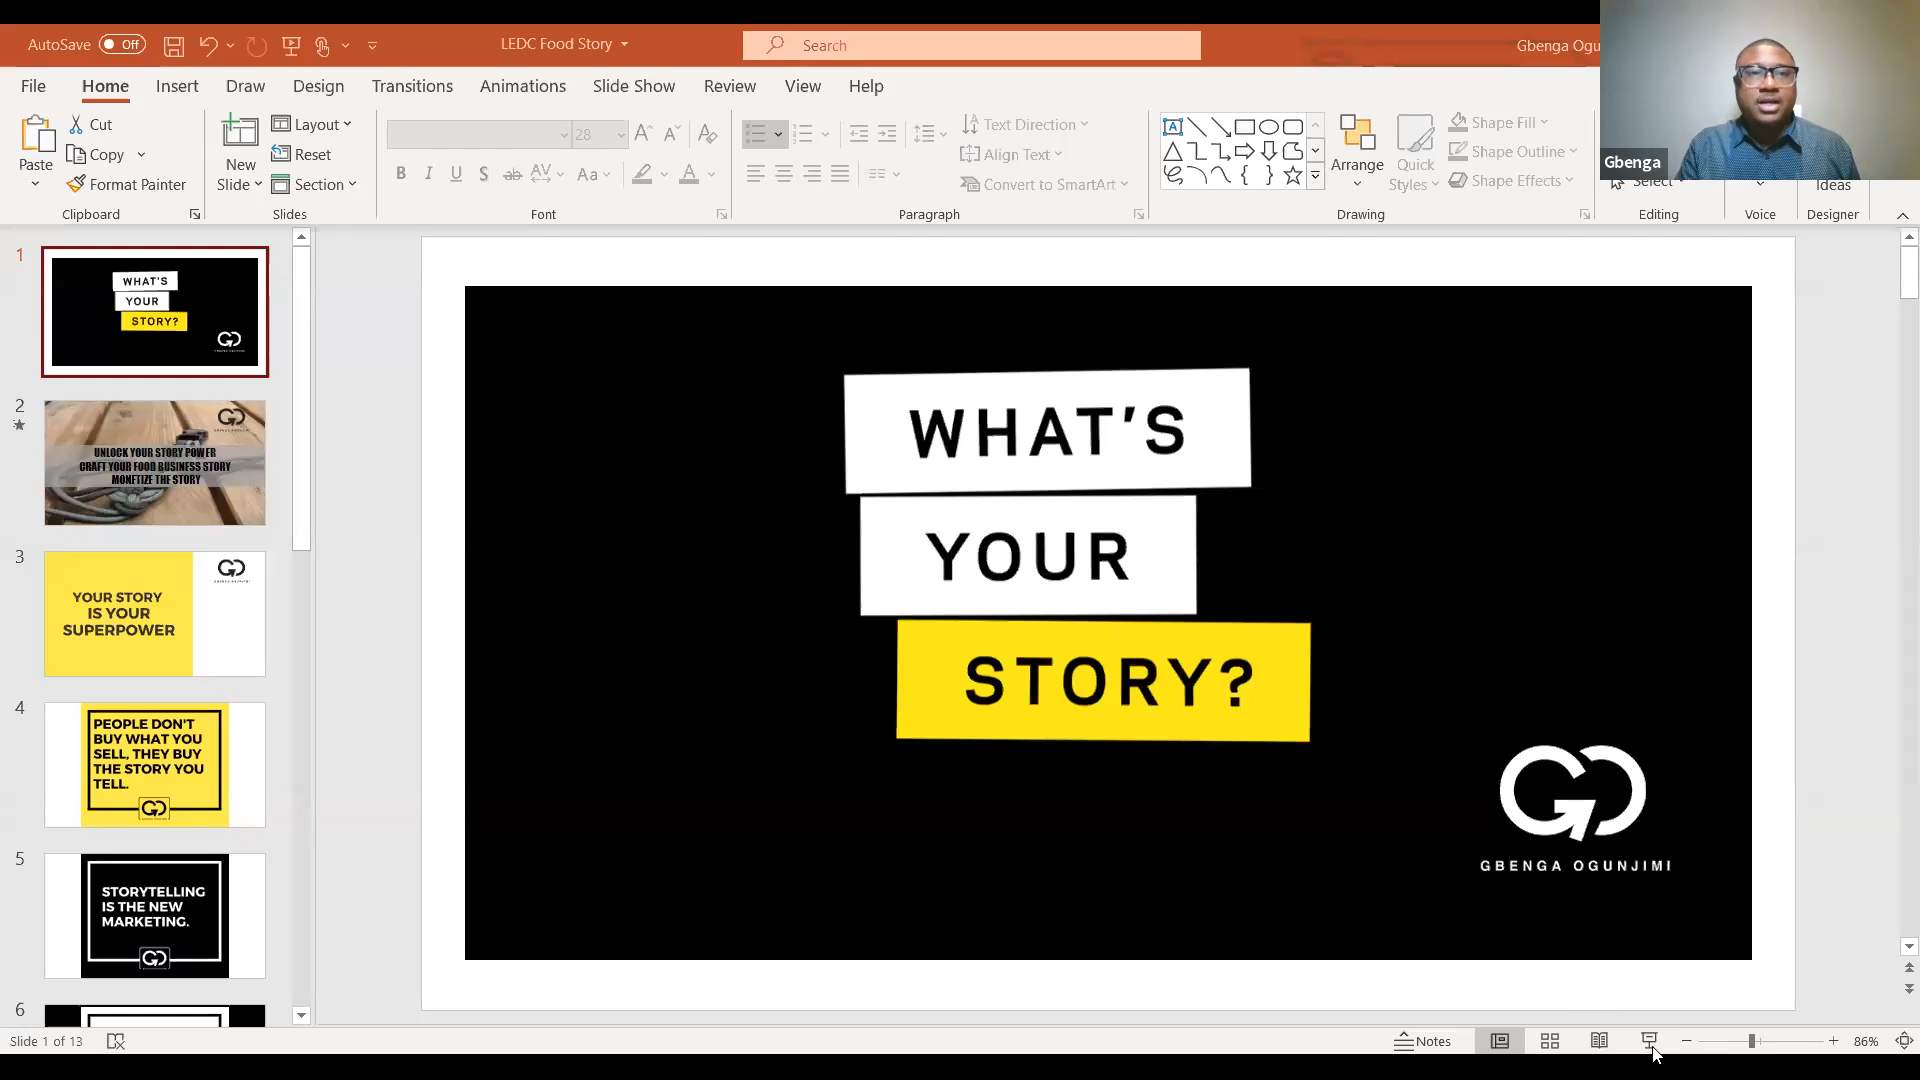 AutoSave Off
LEDC Food Story
Search
Gbenga Ogu
File Home Insert Draw Design Transitions Animations Slide Show Review View Help
Paste
Cut
Copy
Format Painter
Clipboard
New
Slide
Layout
Reset
Section
Slides
28
B I U S ab AV Aa A
Font
Text Direction
Align Text
Convert to SmartArt
Paragraph
Arrange
Quick
Styles
Shape Fill
Shape Outline
Shape Effects
Drawing
Select
Editing
Voice
Ideas
Designer
Gbenga
1
WHAT'S
YOUR
STORY?
2
UNLOCK YOUR STORY POWER
CRAFT YOUR FOOD BUSINESS STORY
MONETIZE THE STORY
3
YOUR STORY
IS YOUR
SUPERPOWER
4
PEOPLE DON'T
BUY WHAT YOU
SELL, THEY BUY
THE STORY YOU
TELL.
5
STORYTELLING
IS THE NEW
MARKETING.
6
WHAT'S
YOUR
STORY?
GBENGA OGUNJIMI
Slide 1 of 13
Notes
86%